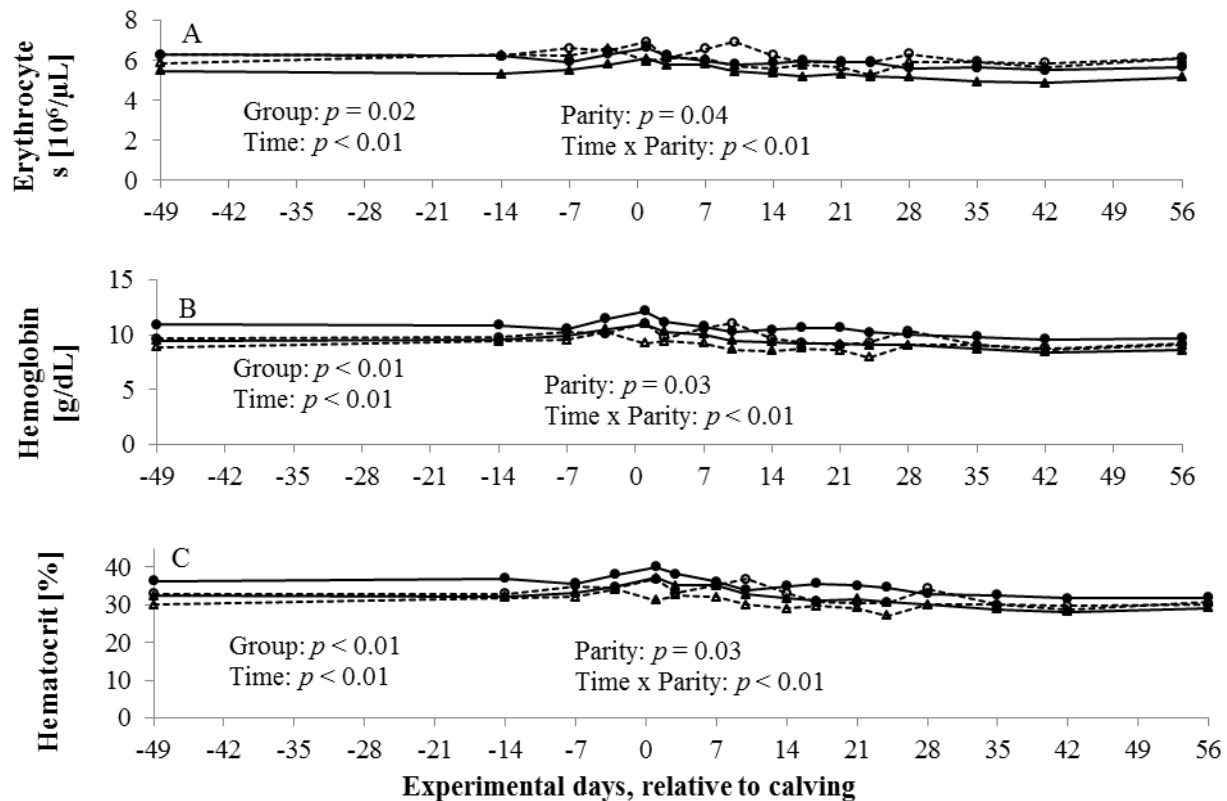 Erythrocyte
s [10⁶/µL]
8
6
4
2
0
A
Group: p = 0.02
Time: p < 0.01
Parity: p = 0.04
Time x Parity: p < 0.01
-49 -42 -35 -28 -21 -14 -7 0 7 14 21 28 35 42 49 56
Hemoglobin
[g/dL]
15
10
5
0
B
Group: p < 0.01
Time: p < 0.01
Parity: p = 0.03
Time x Parity: p < 0.01
-49 -42 -35 -28 -21 -14 -7 0 7 14 21 28 35 42 49 56
Hematocrit [%]
40
30
20
10
0
C
Group: p < 0.01
Time: p < 0.01
Parity: p = 0.03
Time x Parity: p < 0.01
-49 -42 -35 -28 -21 -14 -7 0 7 14 21 28 35 42 49 56
Experimental days, relative to calving